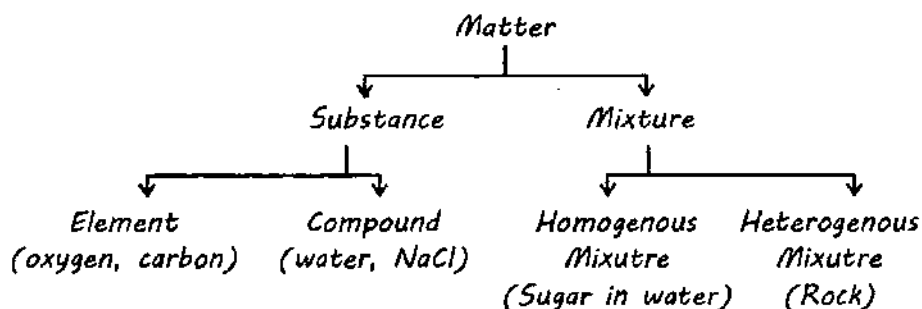 Matter
Substance Mixture
Element Compound Homogenous Heterogenous
(oxygen, carbon) (water, NaCl) Mixutre Mixutre
(Sugar in water) (Rock)